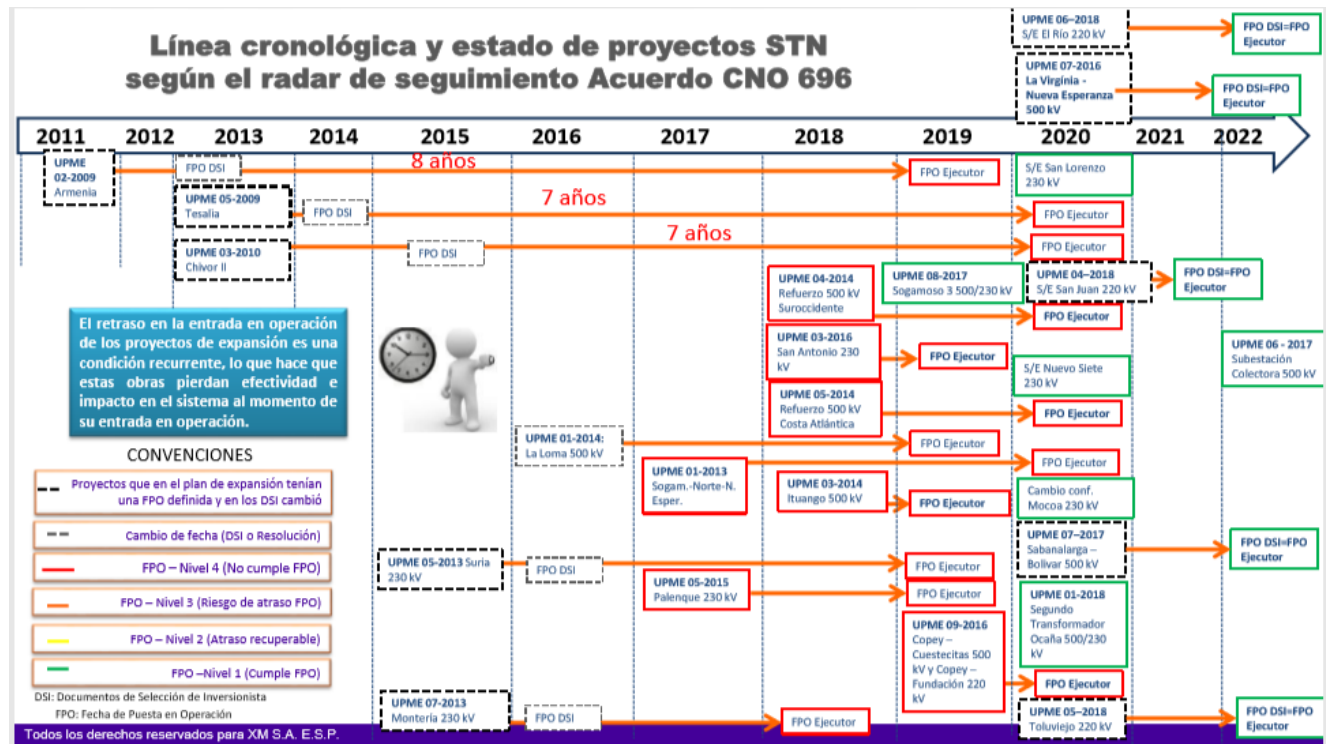 Línea cronológica y estado de proyectos STN
según el radar de seguimiento Acuerdo CNO 696
UPME 06–2018
S/E El Río 220 kV
FPO DSI=FPO
Ejecutor
UPME 07-2016
La Virgínia -
Nueva Esperanza
500 kV
FPO DSI=FPO
Ejecutor
2011
2012
2013
2014
2015
2016
2017
2018
2019
2020
2021
2022
UPME
02-2009
Armenia
FPO DSI
8 años
FPO Ejecutor
S/E San Lorenzo
230 kV
UPME 05-2009
Tesalia
FPO DSI
7 años
FPO Ejecutor
UPME 03-2010
Chivor II
FPO DSI
7 años
FPO Ejecutor
UPME 04-2014
Refuerzo 500 kV
Suroccidente
FPO Ejecutor
UPME 08-2017
Sogamoso 3 500/230 kV
UPME 04–2018
S/E San Juan 220 kV
FPO DSI=FPO
Ejecutor
El retraso en la entrada en operación
de los proyectos de expansión es una
condición recurrente, lo que hace que
estas obras pierdan efectividad e
impacto en el sistema al momento de
su entrada en operación.
UPME 03-2016
San Antonio 230
kV
FPO Ejecutor
S/E Nuevo Siete
230 kV
UPME 06 - 2017
Subestación
Colectora 500 kV
UPME 05-2014
Refuerzo 500 kV
Costa Atlántica
FPO Ejecutor
UPME 01-2014:
La Loma 500 kV
FPO Ejecutor
UPME 01-2013
Sogam.-Norte-N.
Esper.
FPO Ejecutor
UPME 03-2014
Ituango 500 kV
FPO Ejecutor
Cambio conf.
Mocoa 230 kV
UPME 07–2017
Sabanalarga –
Bolivar 500 kV
FPO DSI=FPO
Ejecutor
UPME 05-2013 Suria
230 kV
FPO DSI
FPO Ejecutor
UPME 05-2015
Palenque 230 kV
FPO Ejecutor
UPME 01-2018
Segundo
Transformador
Ocaña 500/230
kV
UPME 09-2016
Copey –
Cuestecitas 500
kV y Copey –
Fundación 220
kV
FPO Ejecutor
UPME 07-2013
Montería 230 kV
FPO DSI
FPO Ejecutor
UPME 05–2018
Toluviejo 220 kV
FPO DSI=FPO
Ejecutor
CONVENCIONES
Proyectos que en el plan de expansión tenían
una FPO definida y en los DSI cambió
Cambio de fecha (DSI o Resolución)
FPO – Nivel 4 (No cumple FPO)
FPO – Nivel 3 (Riesgo de atraso FPO)
FPO – Nivel 2 (Atraso recuperable)
FPO –Nivel 1 (Cumple FPO)
DSI: Documentos de Selección de Inversionista
FPO: Fecha de Puesta en Operación
Todos los derechos reservados para XM S.A. E.S.P.